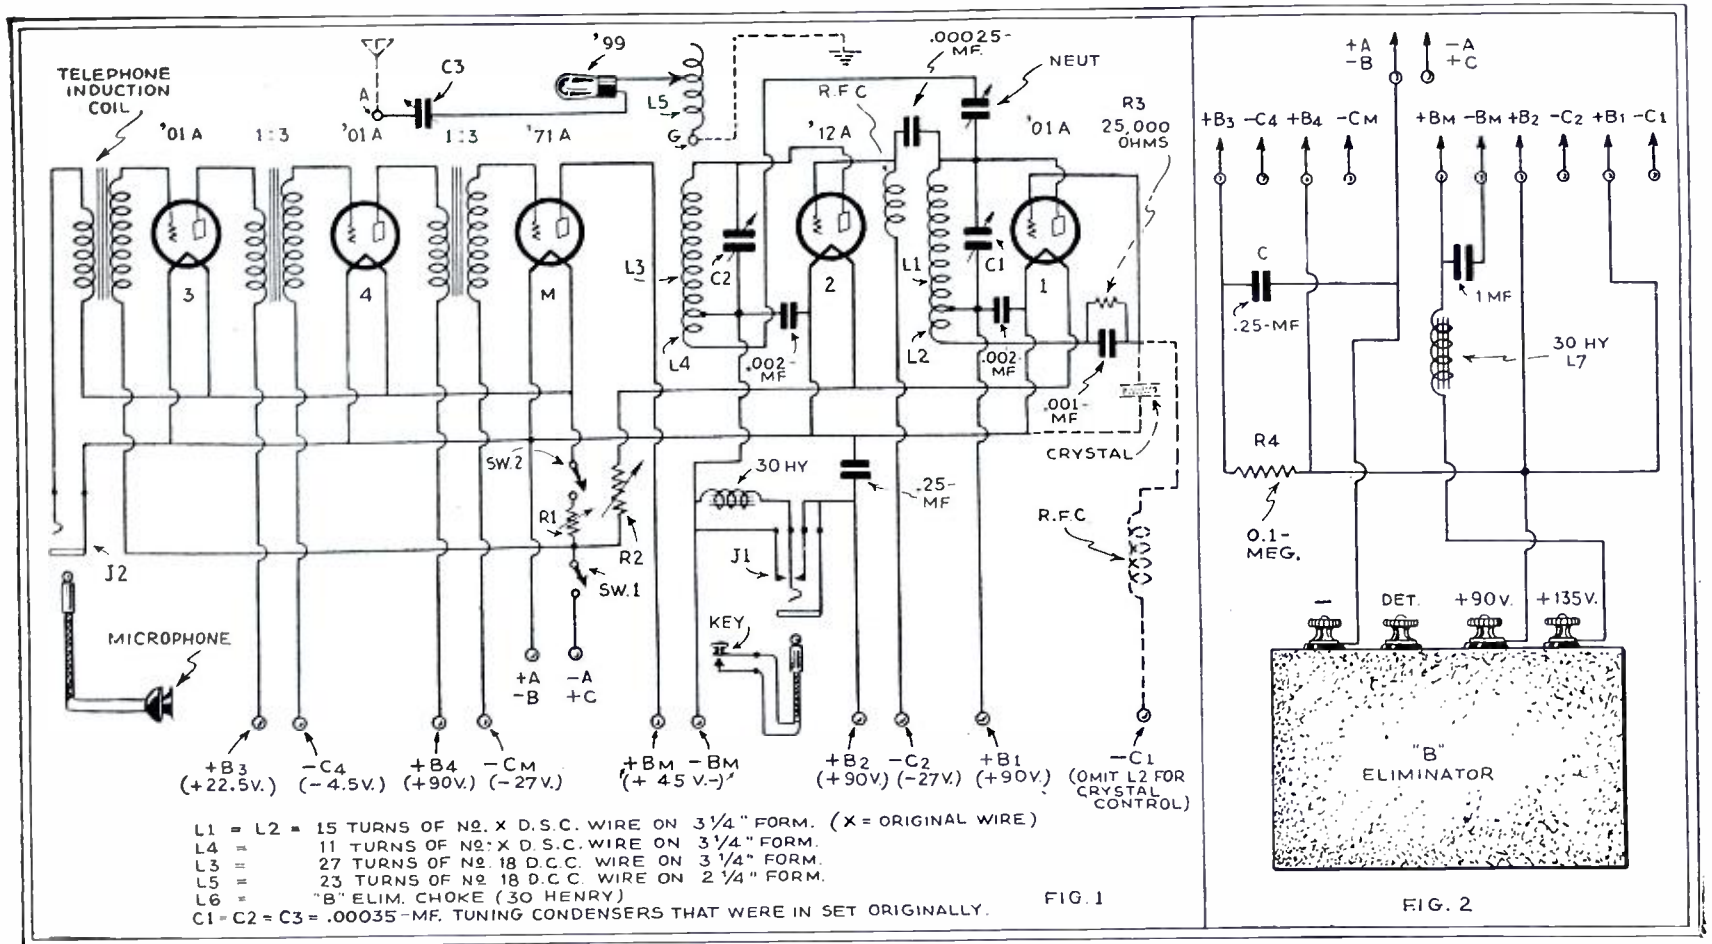 TELEPHONE
INDUCTION
COIL
A
C3
'99
L5
G
.00025-
MF.
NEUT
R.F.C
R3
25,000
OHMS
'01A
1:3
'01A
1:3
'71A
'12A
'01A
3
4
M
L3
C2
2
L1
C1
1
L4
.002-
MF
L2
.002-
MF
.001-
MF
CRYSTAL
SW.2
30 HY
.25-
MF
R1
R2
J1
R.F.C
J2
SW.1
MICROPHONE
KEY
+A
-B
-A
+C
+B3
(+22.5V.)
-C4
(-4.5V.)
+B4
(+90V.)
-CM
(-27V.)
+BM -BM
(+ 45 V.-)
+B2
(+90V.)
-C2
(-27V.)
+B1
(+90V.)
-C1
(OMIT L2 FOR
CRYSTAL
CONTROL)
L1 = L2 = 15 TURNS OF No. X D.S.C. WIRE ON 3 1/4" FORM. (X = ORIGINAL WIRE)
L4 = 11 TURNS OF No. X D.S.C. WIRE ON 3 1/4" FORM.
L3 = 27 TURNS OF No. 18 D.C.C. WIRE ON 3 1/4" FORM.
L5 = 23 TURNS OF No 18 D.C.C. WIRE ON 2 1/4" FORM.
L6 = "B" ELIM. CHOKE (30 HENRY)
C1 = C2 = C3 = .00035-MF. TUNING CONDENSERS THAT WERE IN SET ORIGINALLY.
FIG. 1
+A
-B
-A
+C
+B3 -C4 +B4 -CM +BM -BM +B2 -C2 +B1 -C1
C
.25-MF
1 MF
30 HY
L7
R4
0.1-
MEG.
- DET. +90V. +135V.
"B"
ELIMINATOR
FIG. 2